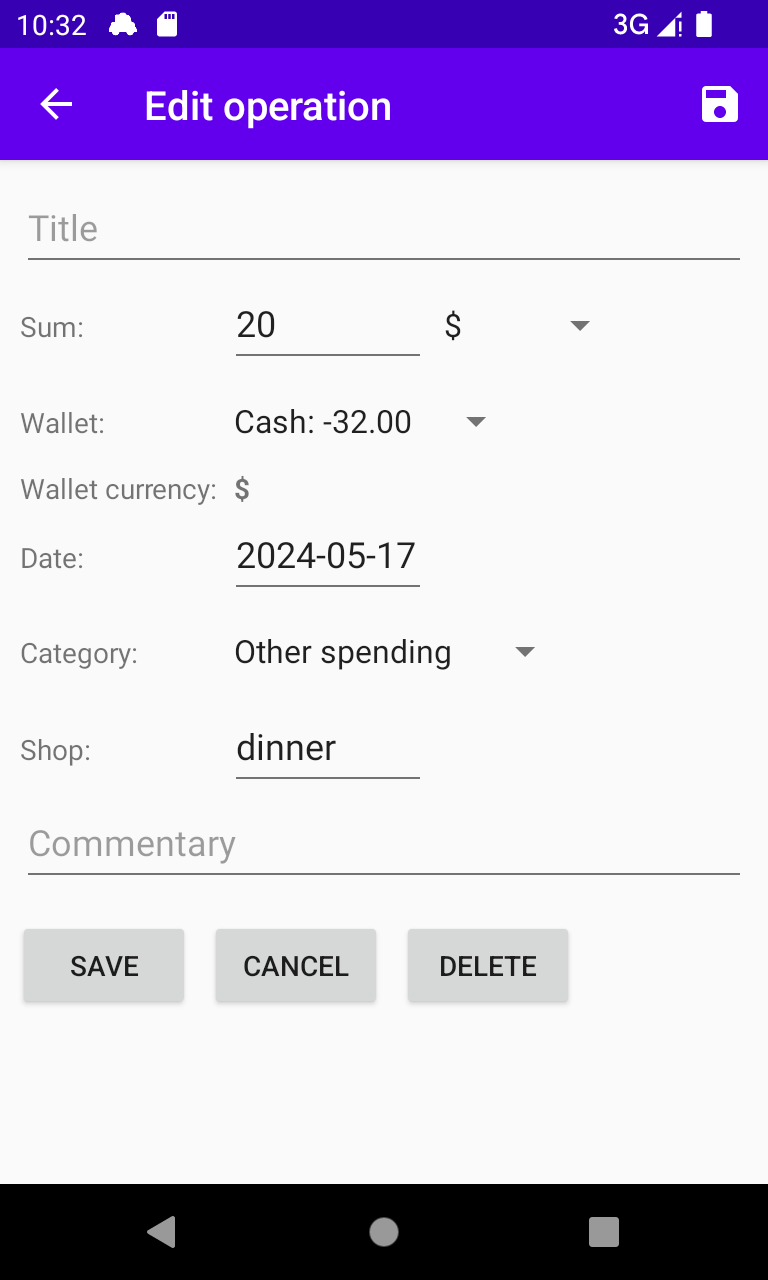 10:32 3G
Edit operation
Title
Sum: 20 $
Wallet: Cash: -32.00
Wallet currency: $
Date: 2024-05-17
Category: Other spending
Shop: dinner
Commentary
SAVE CANCEL DELETE